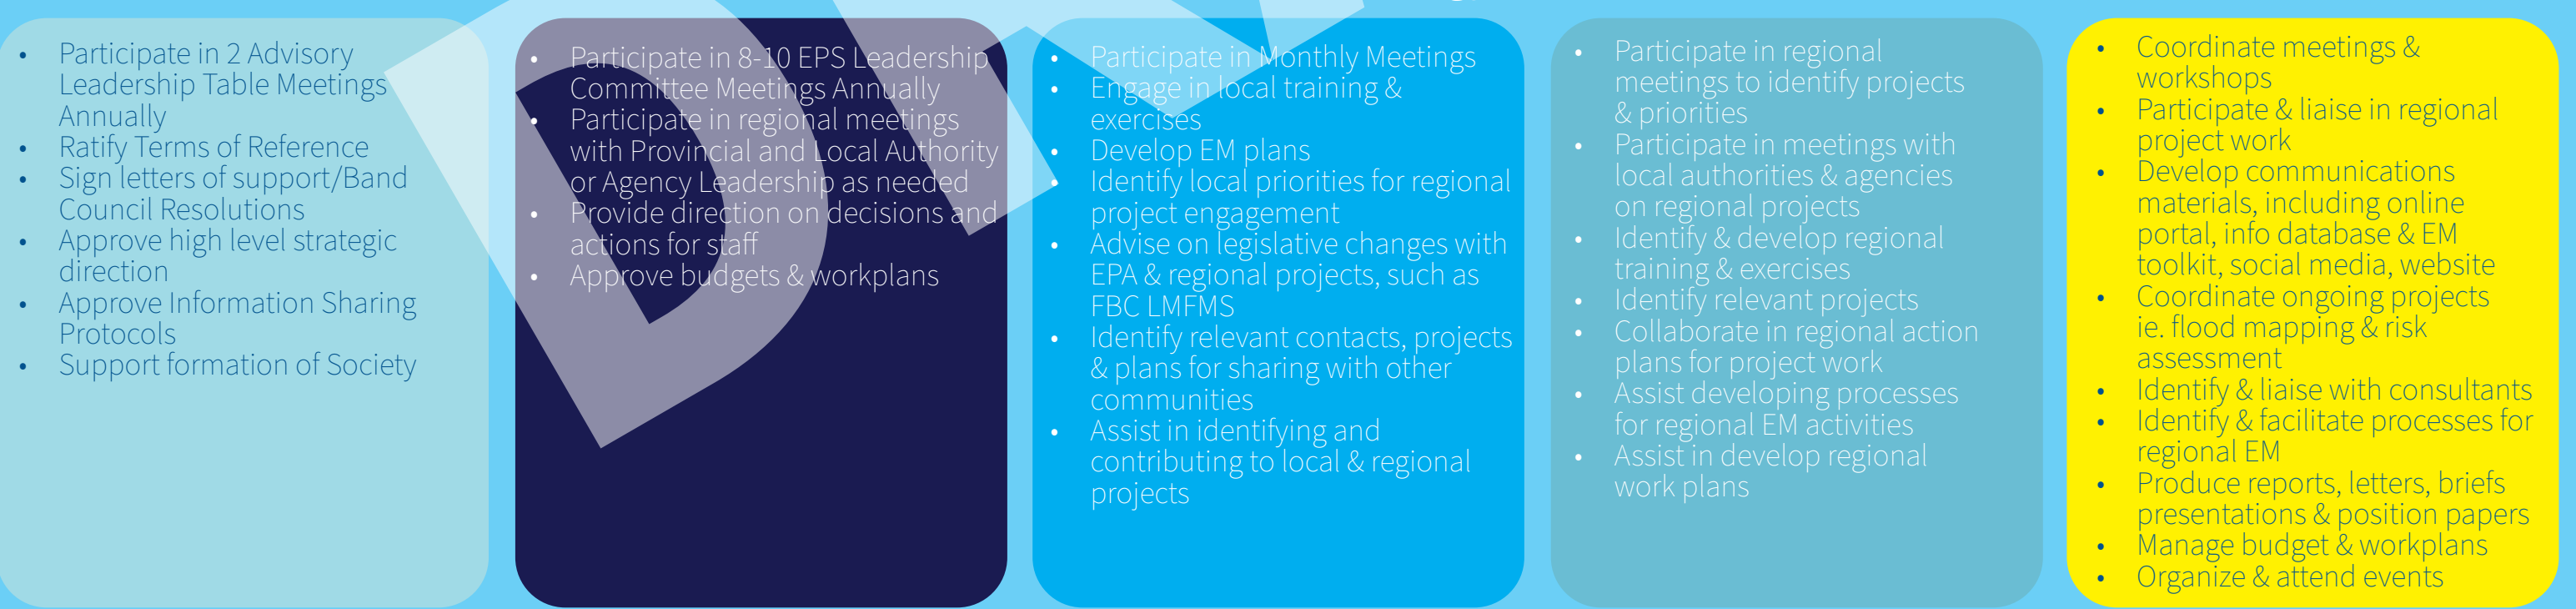 • Participate in 2 Advisory
Leadership Table Meetings
Annually
• Ratify Terms of Reference
• Sign letters of support/Band
Council Resolutions
• Approve high level strategic
direction
• Approve Information Sharing
Protocols
• Support formation of Society
• Participate in 8-10 EPS Leadership
Committee Meetings Annually
• Participate in regional meetings
with Provincial and Local Authority
or Agency Leadership as needed
• Provide direction on decisions and
actions for staff
• Approve budgets & workplans
• Participate in Monthly Meetings
• Engage in local training &
exercises
• Develop EM plans
• Identify local priorities for regional
project engagement
• Advise on legislative changes with
EPA & regional projects, such as
FBC LMFMS
• Identify relevant contacts, projects
& plans for sharing with other
communities
• Assist in identifying and
contributing to local & regional
projects
• Participate in regional
meetings to identify projects
& priorities
• Participate in meetings with
local authorities & agencies
on regional projects
• Identify & develop regional
training & exercises
• Identify relevant projects
• Collaborate in regional action
plans for project work
• Assist developing processes
for regional EM activities
• Assist in develop regional
work plans
• Coordinate meetings &
workshops
• Participate & liaise in regional
project work
• Develop communications
materials, including online
portal, info database & EM
toolkit, social media, website
• Coordinate ongoing projects
ie. flood mapping & risk
assessment
• Identify & liaise with consultants
• Identify & facilitate processes for
regional EM
• Produce reports, letters, briefs
presentations & position papers
• Manage budget & workplans
• Organize & attend events